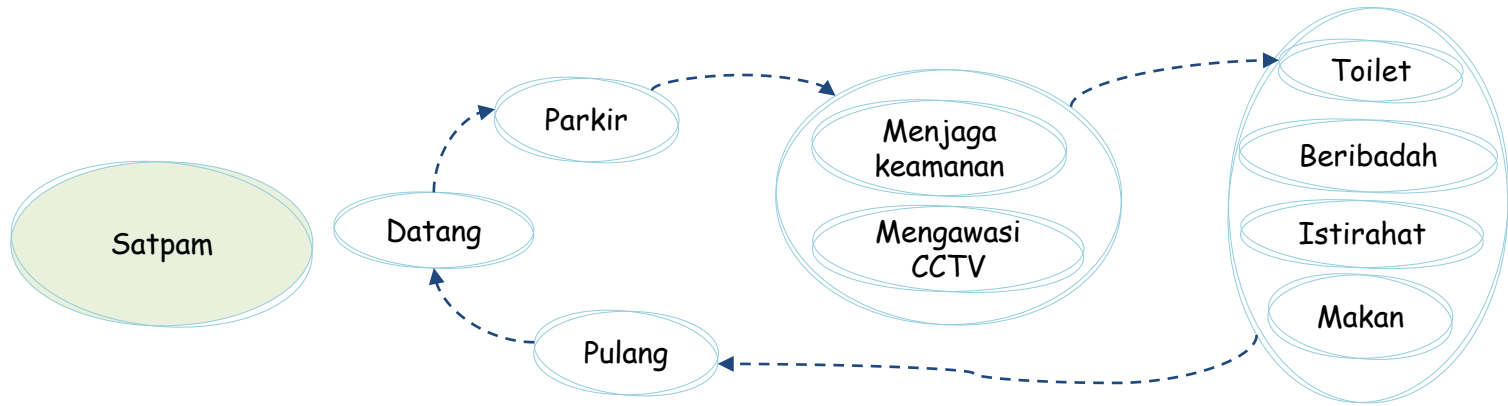 Satpam
Datang
Parkir
Menjaga
keamanan
Mengawasi
CCTV
Toilet
Beribadah
Istirahat
Makan
Pulang